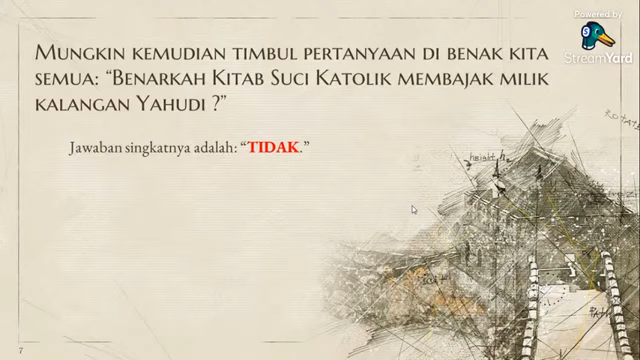 Powered by
StreamYard
MUNGKIN KEMUDIAN TIMBUL PERTANYAAN DI BENAK KITA
SEMUA: “BENARKAH KITAB SUCI KATOLIK MEMBAJAK MILIK
KALANGAN YAHUDI ?”
Jawaban singkatnya adalah: “TIDAK.”
height
7